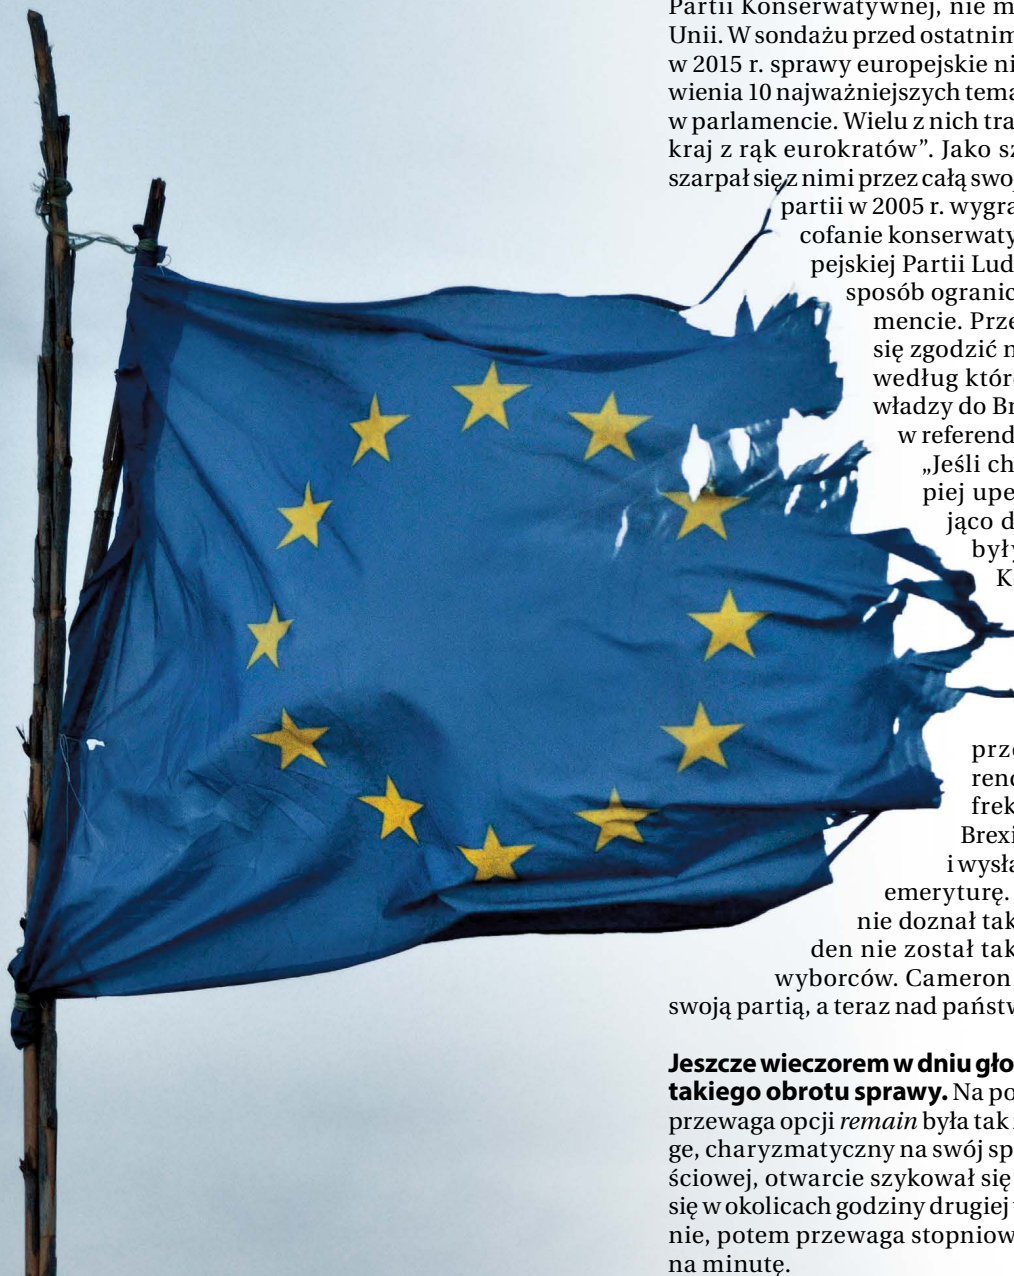 Partii Konserwatywnej, nie m
Unii. W sondażu przed ostatnim
w 2015 r. sprawy europejskie ni
wienia 10 najważniejszych tema
w parlamencie. Wielu z nich tra
kraj z rąk eurokratów”. Jako sz
szarpał się z nimi przez całą swoj
partii w 2005 r. wygra
cofanie konserwaty
pejskiej Partii Lud
sposób ogranic
mencie. Prze
się zgodzić n
według któr
władzy do Br
w referend
„Jeśli ch
piej upe
jąco d
były
K
prze
rend
frek
Brexi
i wysła
emeryturę.
nie doznał tak
den nie został tak
wyborców. Cameron
swoją partią, a teraz nad państw
Jeszcze wieczorem w dniu gło
takiego obrotu sprawy. Na po
przewaga opcji remain była tak
ge, charyzmatyczny na swój sp
ściowej, otwarcie szykował się
się w okolicach godziny drugiej
nie, potem przewaga stopniow
na minutę.